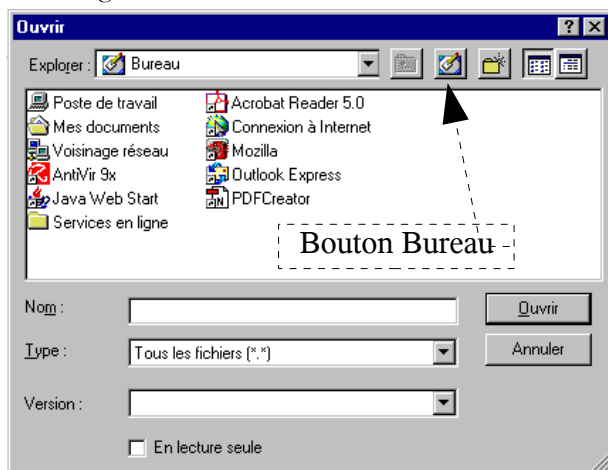 Ouvrir
Explorer : Bureau
Poste de travail
Mes documents
Voisinage réseau
AntiVir 9x
Java Web Start
Services en ligne
Acrobat Reader 5.0
Connexion à Internet
Mozilla
Outlook Express
PDFCreator
Bouton Bureau
Nom :
Ouvrir
Type : Tous les fichiers (*.*)
Annuler
Version :
En lecture seule